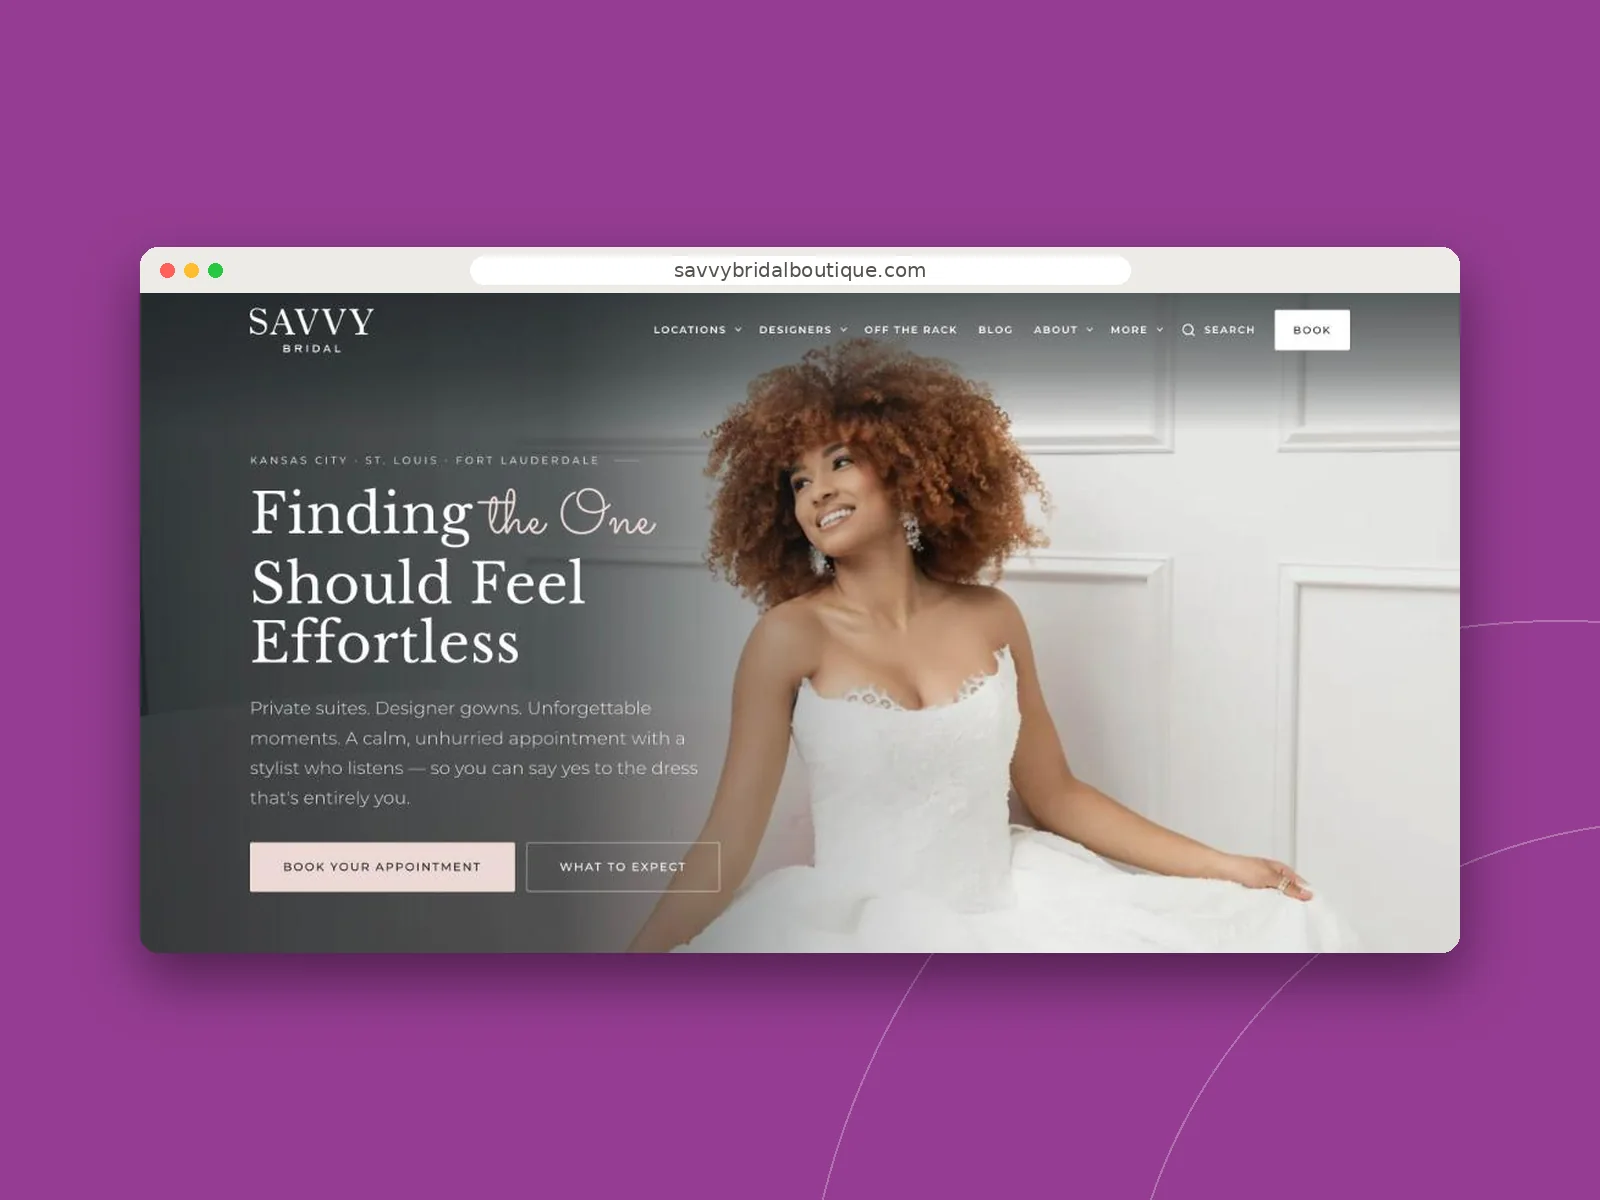 savvybridalboutique.com
SAVVY
BRIDAL
LOCATIONS DESIGNERS OFF THE RACK BLOG ABOUT MORE SEARCH BOOK
KANSAS CITY · ST. LOUIS · FORT LAUDERDALE
Finding the One
Should Feel
Effortless
Private suites. Designer gowns. Unforgettable
moments. A calm, unhurried appointment with a
stylist who listens — so you can say yes to the dress
that's entirely you.
BOOK YOUR APPOINTMENT WHAT TO EXPECT